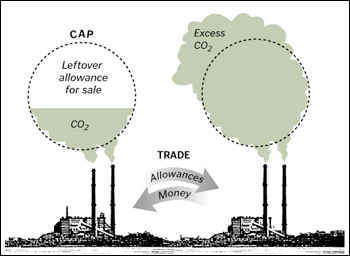 CAP
Leftover
allowance
for sale
CO₂
Excess
CO₂
TRADE
Allowances
Money